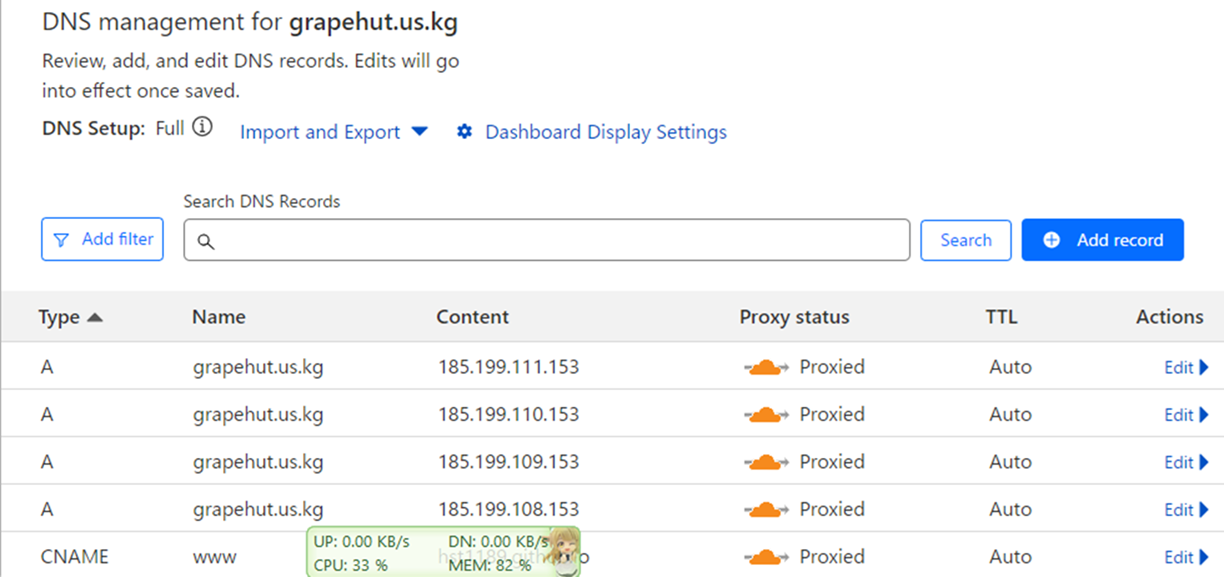 DNS management for grapehut.us.kg
Review, add, and edit DNS records. Edits will go
into effect once saved.
DNS Setup: Full Import and Export Dashboard Display Settings
Search DNS Records
Add filter Search Add record
Type Name Content Proxy status TTL Actions
A grapehut.us.kg 185.199.111.153 Proxied Auto Edit
A grapehut.us.kg 185.199.110.153 Proxied Auto Edit
A grapehut.us.kg 185.199.109.153 Proxied Auto Edit
A grapehut.us.kg 185.199.108.153 Proxied Auto Edit
UP: 0.00 KB/s DN: 0.00 KB/s
CNAME www Proxied Auto Edit
CPU: 33 % MEM: 82 %